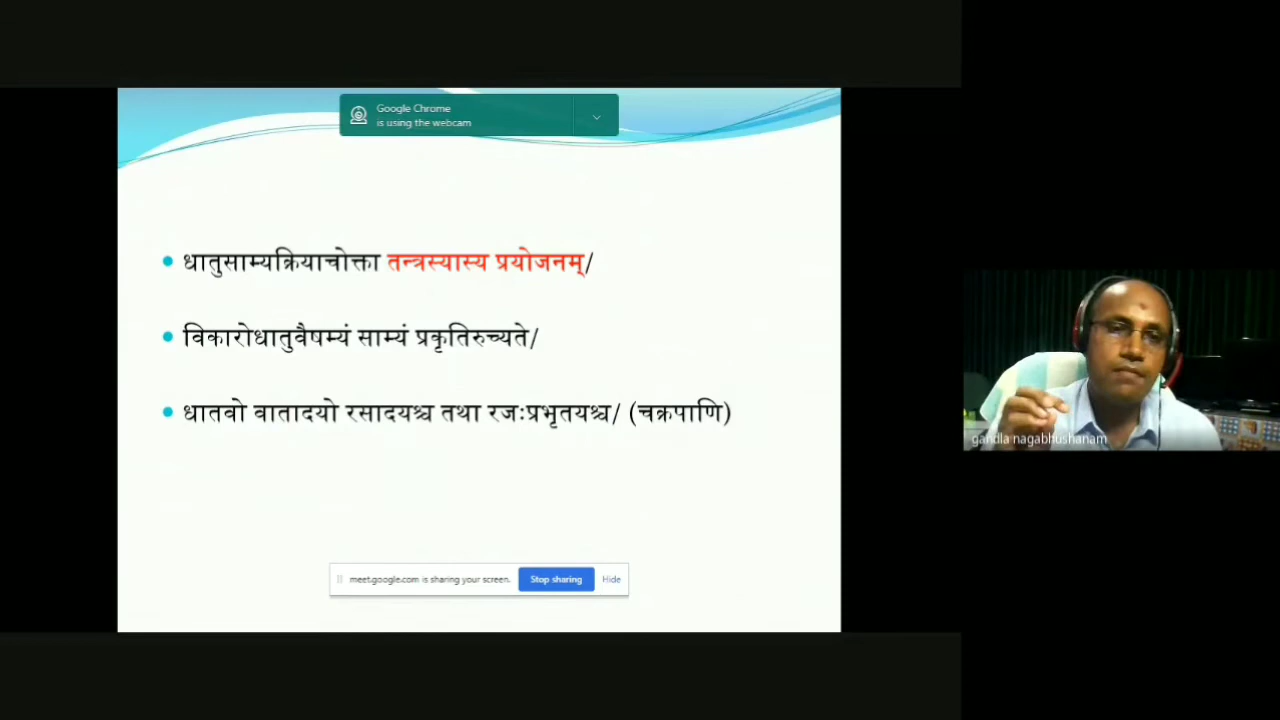 Google Chrome
is using the webcam
धातुसाम्यक्रियाचोक्ता तन्त्रस्यास्य प्रयोजनम्/
विकारोधातुवैषम्यं साम्यं प्रकृतिरुच्यते/
धातवो वातादयो रसादयश्च तथा रजःप्रभृतयश्च/ (चक्रपाणि)
gandla nagabhushanam
meet.google.com is sharing your screen.
Stop sharing
Hide